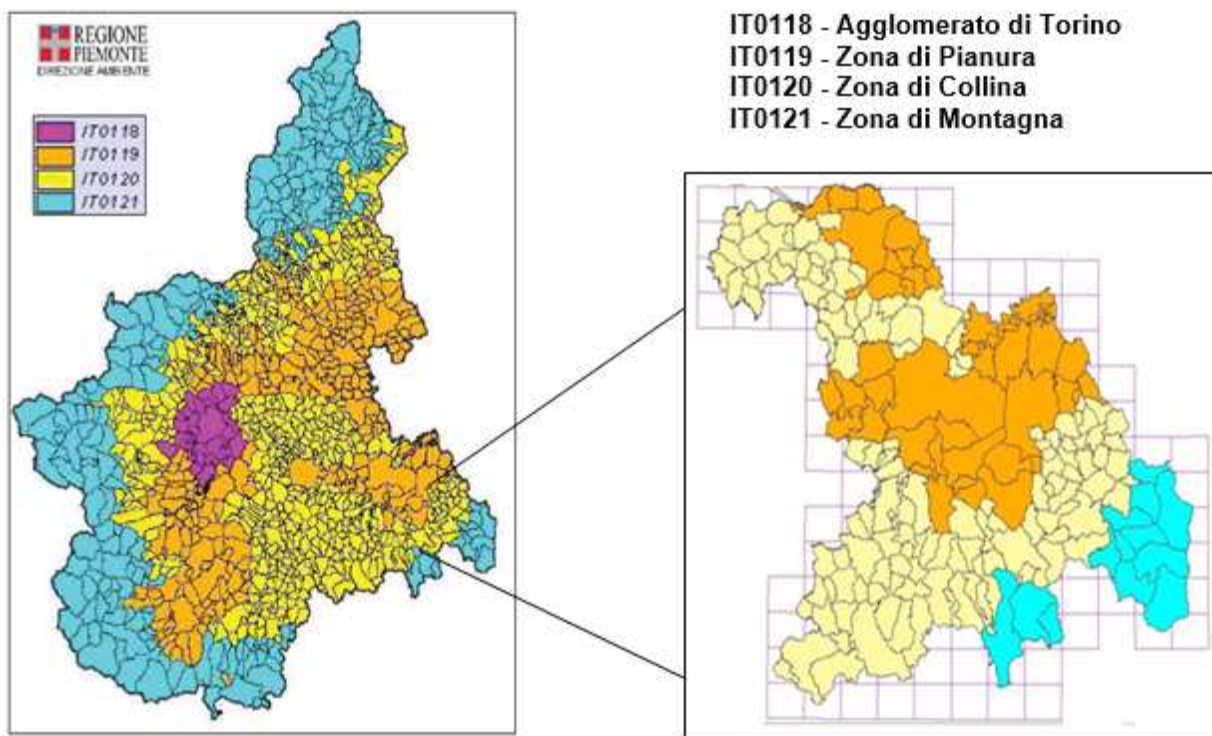 REGIONE
PIEMONTE
DIREZIONE AMBIENTE
IT0118
IT0119
IT0120
IT0121
IT0118 - Agglomerato di Torino
IT0119 - Zona di Pianura
IT0120 - Zona di Collina
IT0121 - Zona di Montagna